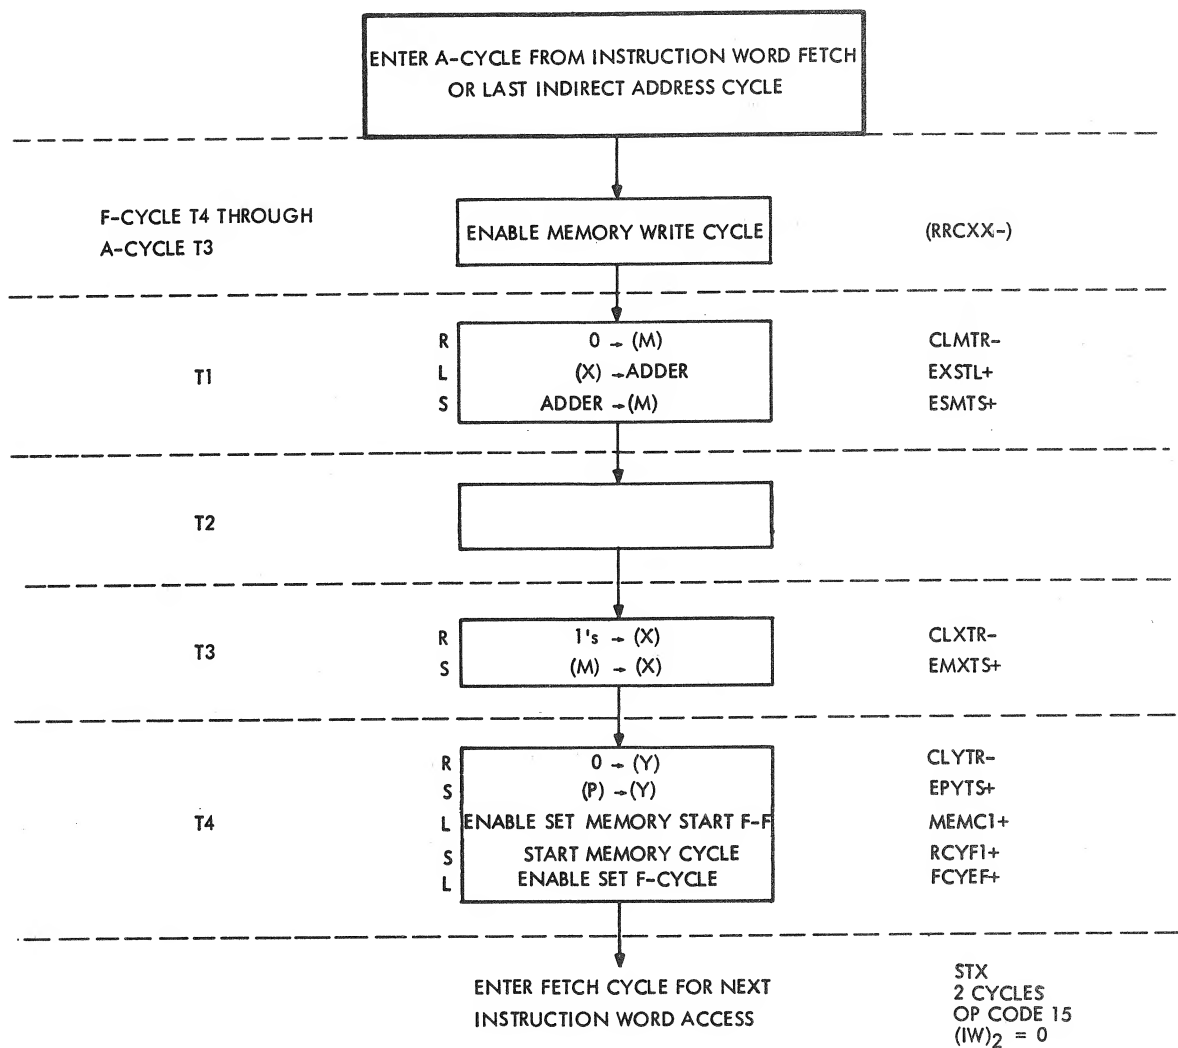 ENTER A-CYCLE FROM INSTRUCTION WORD FETCH
OR LAST INDIRECT ADDRESS CYCLE
F-CYCLE T4 THROUGH
A-CYCLE T3
ENABLE MEMORY WRITE CYCLE
(RRCXX-)
R 0 → (M) CLMTR-
T1 L (X) → ADDER EXSTL+
S ADDER → (M) ESMTS+
T2
R 1's → (X) CLXTR-
T3 S (M) → (X) EMXTS+
R 0 → (Y) CLYTR-
S (P) → (Y) EPYTS+
T4 L ENABLE SET MEMORY START F-F MEMC1+
S START MEMORY CYCLE RCYF1+
L ENABLE SET F-CYCLE FCYEF+
ENTER FETCH CYCLE FOR NEXT
INSTRUCTION WORD ACCESS
STX
2 CYCLES
OP CODE 15
(IW)₂ = 0